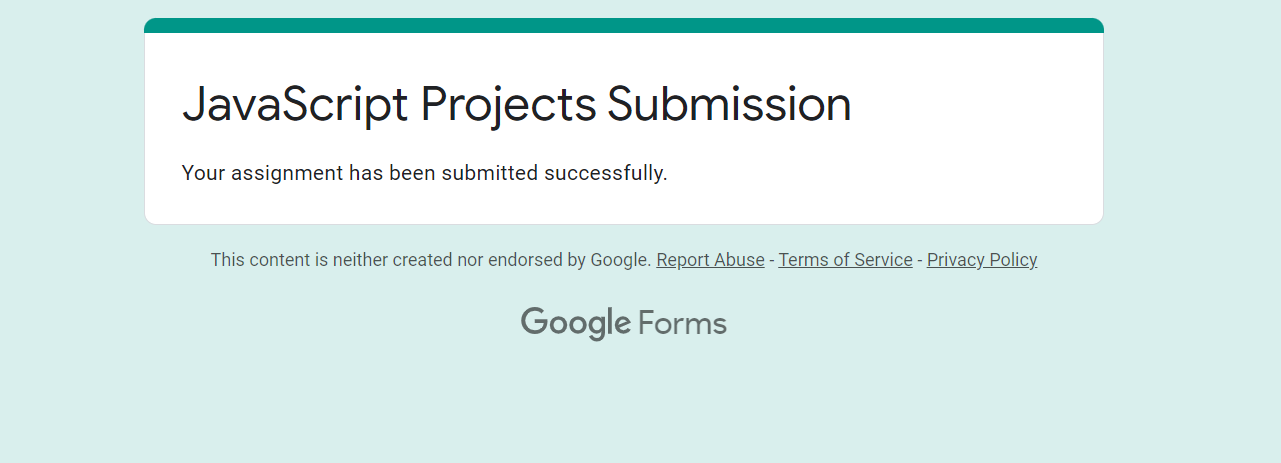 JavaScript Projects Submission
Your assignment has been submitted successfully.
This content is neither created nor endorsed by Google. Report Abuse - Terms of Service - Privacy Policy
Google Forms